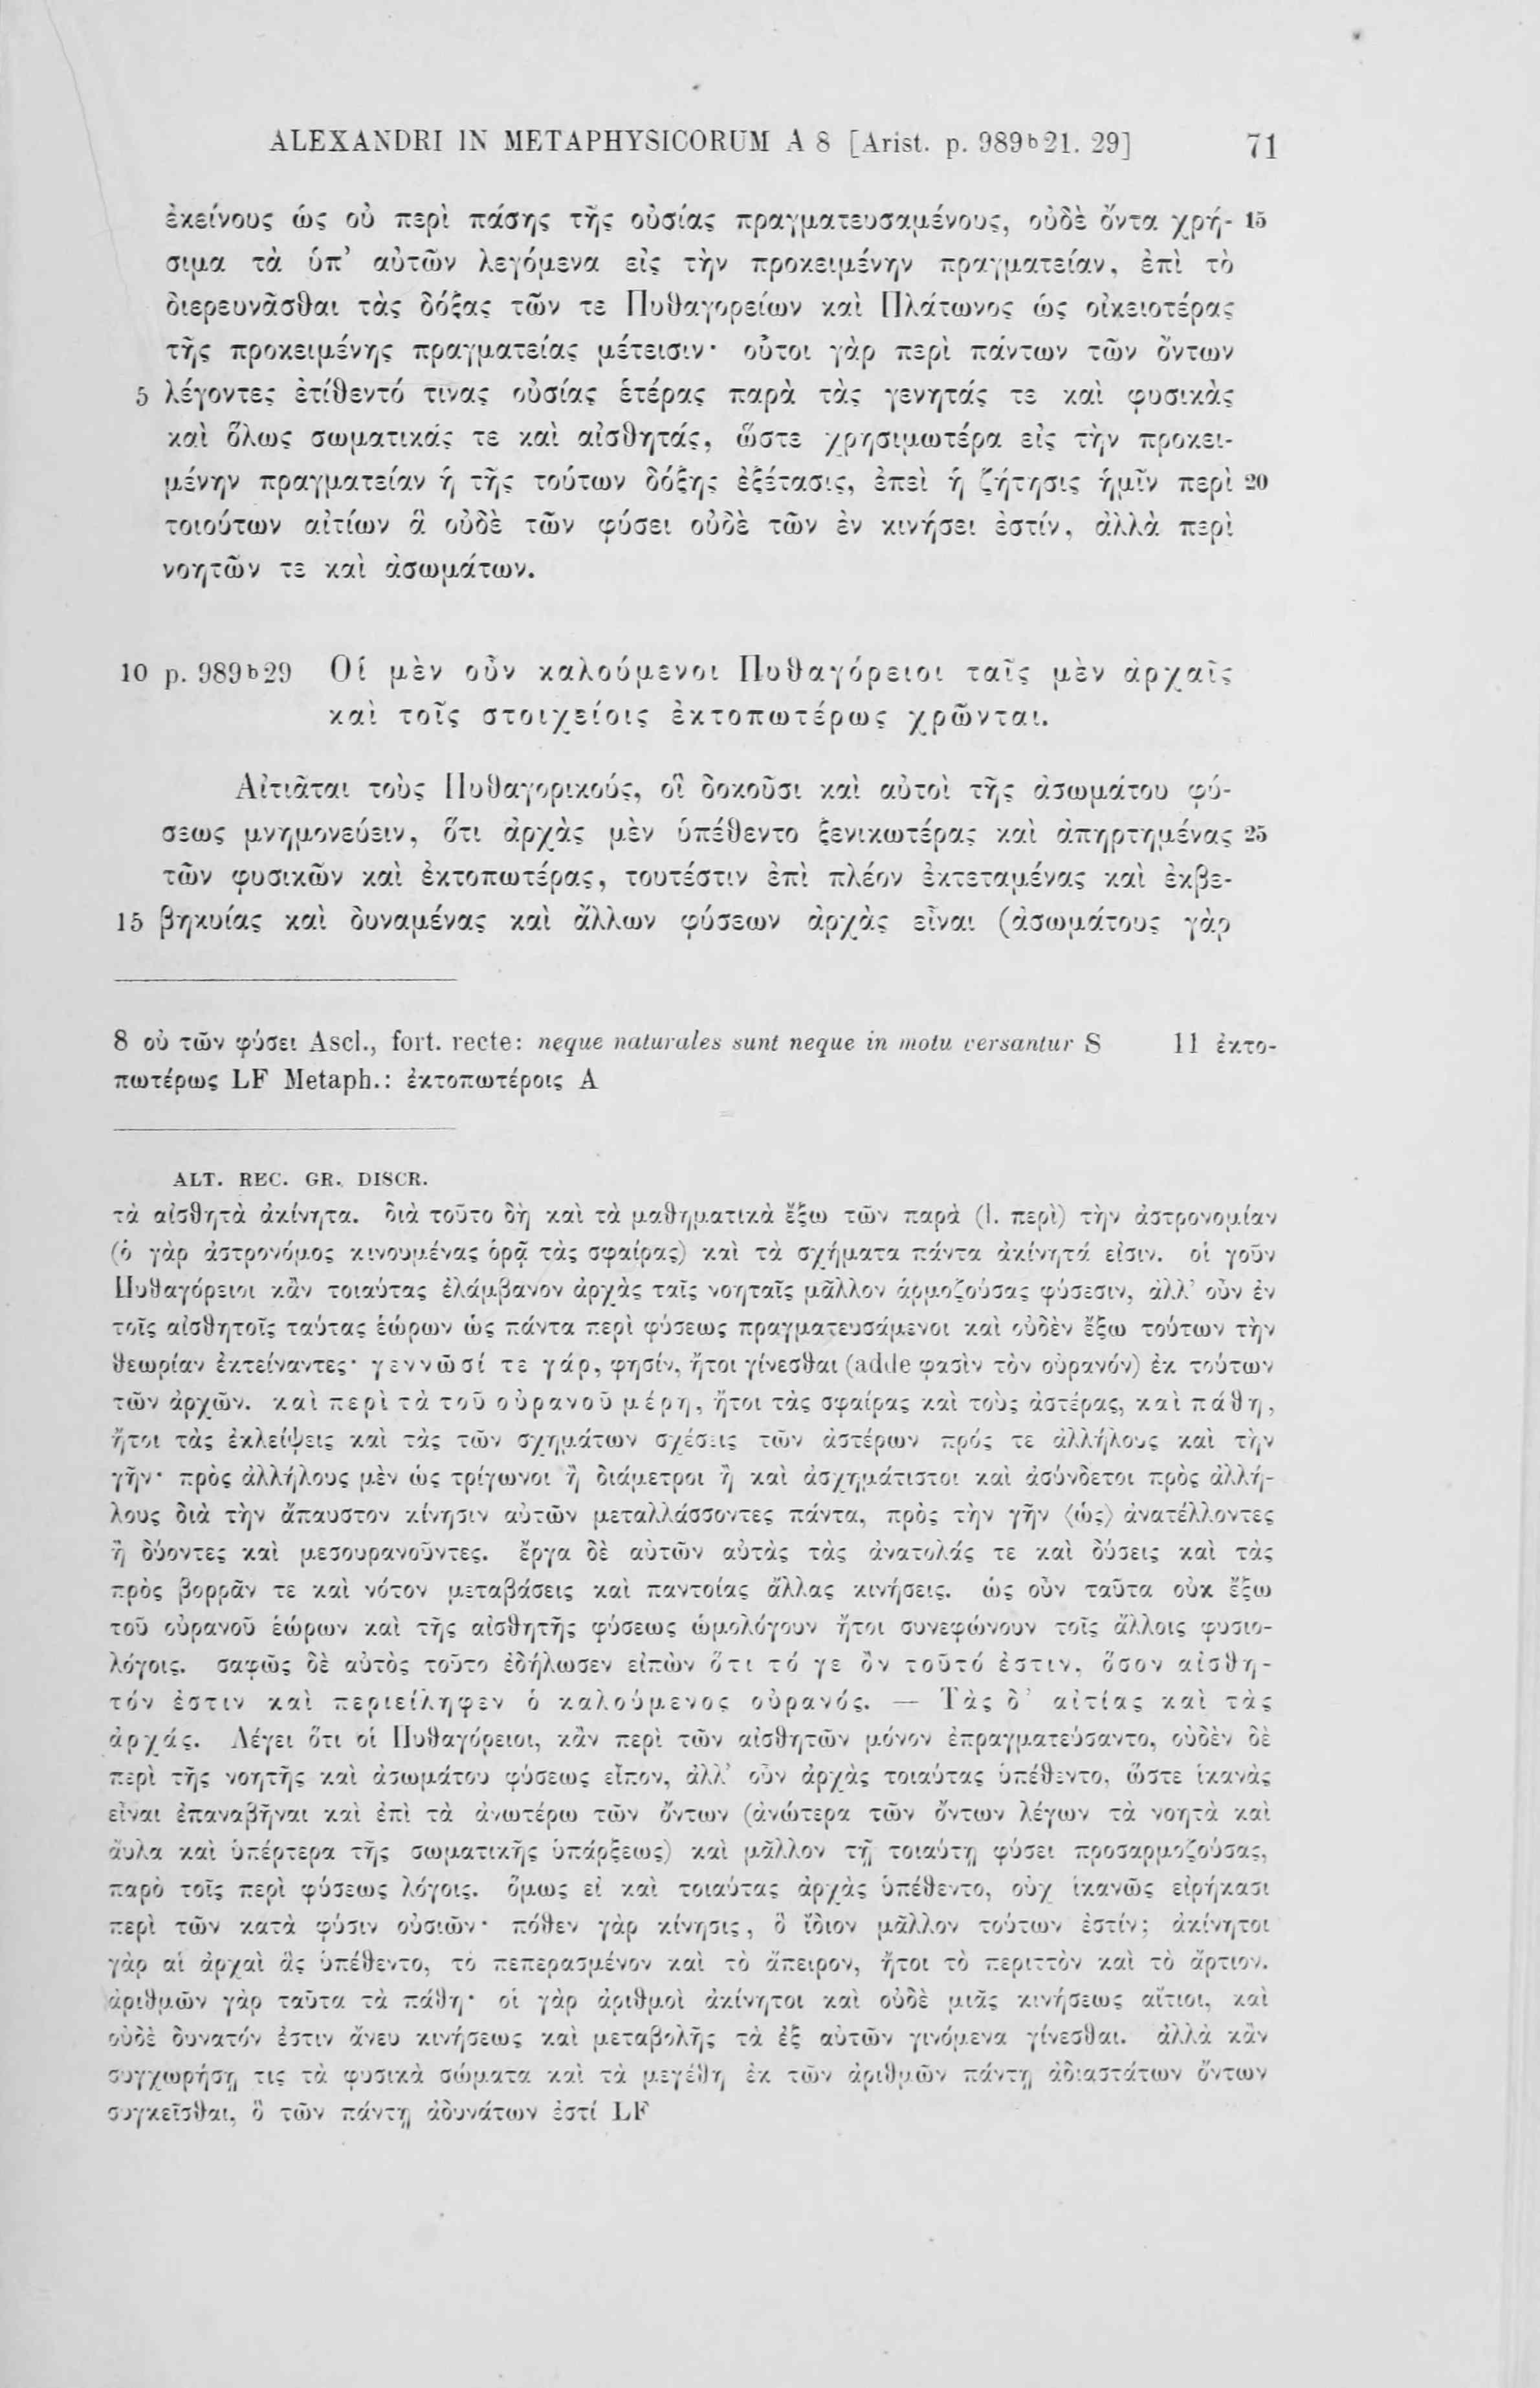 ALEXANDRI IN METAPHYSICORUM A 8 [Arist. p. 989ᵇ21. 29] 71
ἐκείνους ὡς οὐ περὶ πάσης τῆς οὐσίας πραγματευσαμένους, οὐδὲ ὄντα χρή- 15
σιμα τὰ ὑπ’ αὐτῶν λεγόμενα εἰς τὴν προκειμένην πραγματείαν, ἐπὶ τὸ
διερευνᾶσθαι τὰς δόξας τῶν τε Πυθαγορείων καὶ Πλάτωνος ὡς οἰκειοτέρας
τῆς προκειμένης πραγματείας μέτεισιν· οὗτοι γὰρ περὶ πάντων τῶν ὄντων
5 λέγοντες ἐτίθεντό τινας οὐσίας ἑτέρας παρὰ τὰς γενητάς τε καὶ φυσικὰς
καὶ ὅλως σωματικάς τε καὶ αἰσθητάς, ὥστε χρησιμωτέρα εἰς τὴν προκει-
μένην πραγματείαν ἡ τῆς τούτων δόξης ἐξέτασις, ἐπεὶ ἡ ζήτησις ἡμῖν περὶ 20
τοιούτων αἰτίων ἃ οὐδὲ τῶν φύσει οὐδὲ τῶν ἐν κινήσει ἐστίν, ἀλλὰ περὶ
νοητῶν τε καὶ ἀσωμάτων.
10 p. 989ᵇ29 Οἱ μὲν οὖν καλούμενοι Πυθαγόρειοι ταῖς μὲν ἀρχαῖς
καὶ τοῖς στοιχείοις ἐκτοπωτέρως χρῶνται.
Αἰτιᾶται τοὺς Πυθαγορικούς, οἳ δοκοῦσι καὶ αὐτοὶ τῆς ἀσωμάτου φύ-
σεως μνημονεύειν, ὅτι ἀρχὰς μὲν ὑπέθεντο ξενικωτέρας καὶ ἀπηρτημένας 25
τῶν φυσικῶν καὶ ἐκτοπωτέρας, τουτέστιν ἐπὶ πλέον ἐκτεταμένας καὶ ἐκβε-
15 βηκυίας καὶ δυναμένας καὶ ἄλλων φύσεων ἀρχὰς εἶναι (ἀσωμάτους γὰρ
8 οὐ τῶν φύσει Ascl., fort. recte: neque naturales sunt neque in motu versantur S 11 ἐκτο-
πωτέρως LF Metaph.: ἐκτοπωτέροις A
ALT. REC. GR. DISCR.
τὰ αἰσθητὰ ἀκίνητα. διὰ τοῦτο δὴ καὶ τὰ μαθηματικὰ ἔξω τῶν παρὰ (l. περὶ) τὴν ἀστρονομίαν
(ὁ γὰρ ἀστρονόμος κινουμένας ὁρᾷ τὰς σφαίρας) καὶ τὰ σχήματα πάντα ἀκίνητά εἰσιν. οἱ γοῦν
Πυθαγόρειοι κἂν τοιαύτας ἐλάμβανον ἀρχὰς ταῖς νοηταῖς μᾶλλον ἁρμοζούσας φύσεσιν, ἀλλ’ οὖν ἐν
τοῖς αἰσθητοῖς ταύτας ἑώρων ὡς πάντα περὶ φύσεως πραγματευσάμενοι καὶ οὐδὲν ἔξω τούτων τὴν
θεωρίαν ἐκτείναντες· γεννῶσί τε γάρ, φησίν, ἤτοι γίνεσθαι (adde φασὶν τὸν οὐρανόν) ἐκ τούτων
τῶν ἀρχῶν. καὶ περὶ τὰ τοῦ οὐρανοῦ μέρη, ἤτοι τὰς σφαίρας καὶ τοὺς ἀστέρας, καὶ πάθη,
ἤτοι τὰς ἐκλείψεις καὶ τὰς τῶν σχημάτων σχέσεις τῶν ἀστέρων πρός τε ἀλλήλους καὶ τὴν
γῆν· πρὸς ἀλλήλους μὲν ὡς τρίγωνοι ἢ διάμετροι ἢ καὶ ἀσχημάτιστοι καὶ ἀσύνδετοι πρὸς ἀλλή-
λους διὰ τὴν ἄπαυστον κίνησιν αὐτῶν μεταλλάσσοντες πάντα, πρὸς τὴν γῆν ⟨ὡς⟩ ἀνατέλλοντες
ἢ δύοντες καὶ μεσουρανοῦντες. ἔργα δὲ αὐτῶν αὐτὰς τὰς ἀνατολάς τε καὶ δύσεις καὶ τὰς
πρὸς βορρᾶν τε καὶ νότον μεταβάσεις καὶ παντοίας ἄλλας κινήσεις. ὡς οὖν ταῦτα οὐκ ἔξω
τοῦ οὐρανοῦ ἑώρων καὶ τῆς αἰσθητῆς φύσεως ὡμολόγουν ἤτοι συνεφώνουν τοῖς ἄλλοις φυσιο-
λόγοις. σαφῶς δὲ αὐτὸς τοῦτο ἐδήλωσεν εἰπὼν ὅτι τό γε ὂν τοῦτό ἐστιν, ὅσον αἰσθη-
τόν ἐστιν καὶ περιείληφεν ὁ καλούμενος οὐρανός. — Τὰς δ’ αἰτίας καὶ τὰς
ἀρχάς. Λέγει ὅτι οἱ Πυθαγόρειοι, κἂν περὶ τῶν αἰσθητῶν μόνον ἐπραγματεύσαντο, οὐδὲν δὲ
περὶ τῆς νοητῆς καὶ ἀσωμάτου φύσεως εἶπον, ἀλλ’ οὖν ἀρχὰς τοιαύτας ὑπέθεντο, ὥστε ἱκανὰς
εἶναι ἐπαναβῆναι καὶ ἐπὶ τὰ ἀνωτέρω τῶν ὄντων (ἀνώτερα τῶν ὄντων λέγων τὰ νοητὰ καὶ
ἄυλα καὶ ὑπέρτερα τῆς σωματικῆς ὑπάρξεως) καὶ μᾶλλον τῇ τοιαύτῃ φύσει προσαρμοζούσας,
παρὸ τοῖς περὶ φύσεως λόγοις. ὅμως εἰ καὶ τοιαύτας ἀρχὰς ὑπέθεντο, οὐχ ἱκανῶς εἰρήκασι
περὶ τῶν κατὰ φύσιν οὐσιῶν· πόθεν γὰρ κίνησις, ὃ ἴδιον μᾶλλον τούτων ἐστίν; ἀκίνητοι
γὰρ αἱ ἀρχαὶ ἃς ὑπέθεντο, τὸ πεπερασμένον καὶ τὸ ἄπειρον, ἤτοι τὸ περιττὸν καὶ τὸ ἄρτιον.
ἀριθμῶν γὰρ ταῦτα τὰ πάθη· οἱ γὰρ ἀριθμοὶ ἀκίνητοι καὶ οὐδὲ μιᾶς κινήσεως αἴτιοι, καὶ
οὐδὲ δυνατόν ἐστιν ἄνευ κινήσεως καὶ μεταβολῆς τὰ ἐξ αὐτῶν γινόμενα γίνεσθαι. ἀλλὰ κἂν
συγχωρήσῃ τις τὰ φυσικὰ σώματα καὶ τὰ μεγέθη ἐκ τῶν ἀριθμῶν πάντῃ ἀδιαστάτων ὄντων
συγκεῖσθαι, ὃ τῶν πάντῃ ἀδυνάτων ἐστί LF